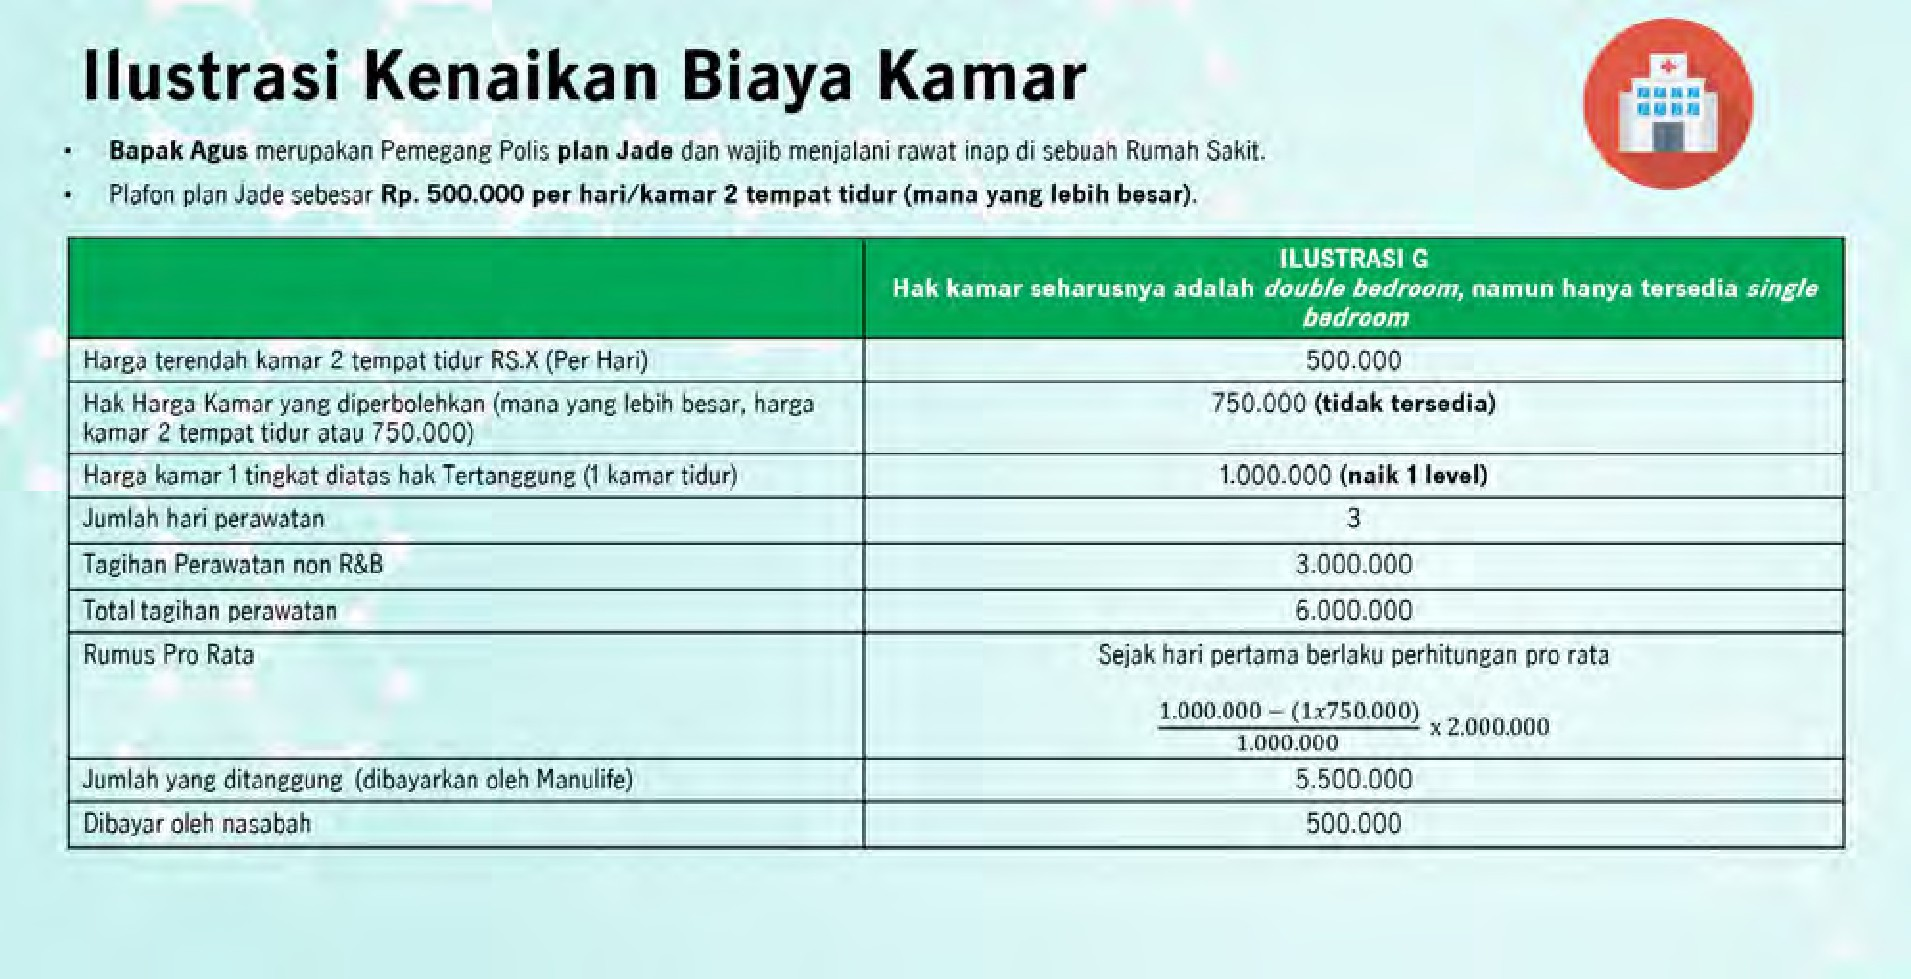 Ilustrasi Kenaikan Biaya Kamar
• Bapak Agus merupakan Pemegang Polis plan Jade dan wajib menjalani rawat inap di sebuah Rumah Sakit.
• Plafon plan Jade sebesar Rp. 500.000 per hari/kamar 2 tempat tidur (mana yang lebih besar).
ILUSTRASI G
Hak kamar seharusnya adalah double bedroom, namun hanya tersedia single
bedroom
Harga terendah kamar 2 tempat tidur RS.X (Per Hari)
500.000
Hak Harga Kamar yang diperbolehkan (mana yang lebih besar, harga
kamar 2 tempat tidur atau 750.000)
750.000 (tidak tersedia)
Harga kamar 1 tingkat diatas hak Tertanggung (1 kamar tidur)
1.000.000 (naik 1 level)
Jumlah hari perawatan
3
Tagihan Perawatan non R&B
3.000.000
Total tagihan perawatan
6.000.000
Rumus Pro Rata
Sejak hari pertama berlaku perhitungan pro rata
1.000.000 − (1x750.000)
1.000.000
x 2.000.000
Jumlah yang ditanggung (dibayarkan oleh Manulife)
5.500.000
Dibayar oleh nasabah
500.000